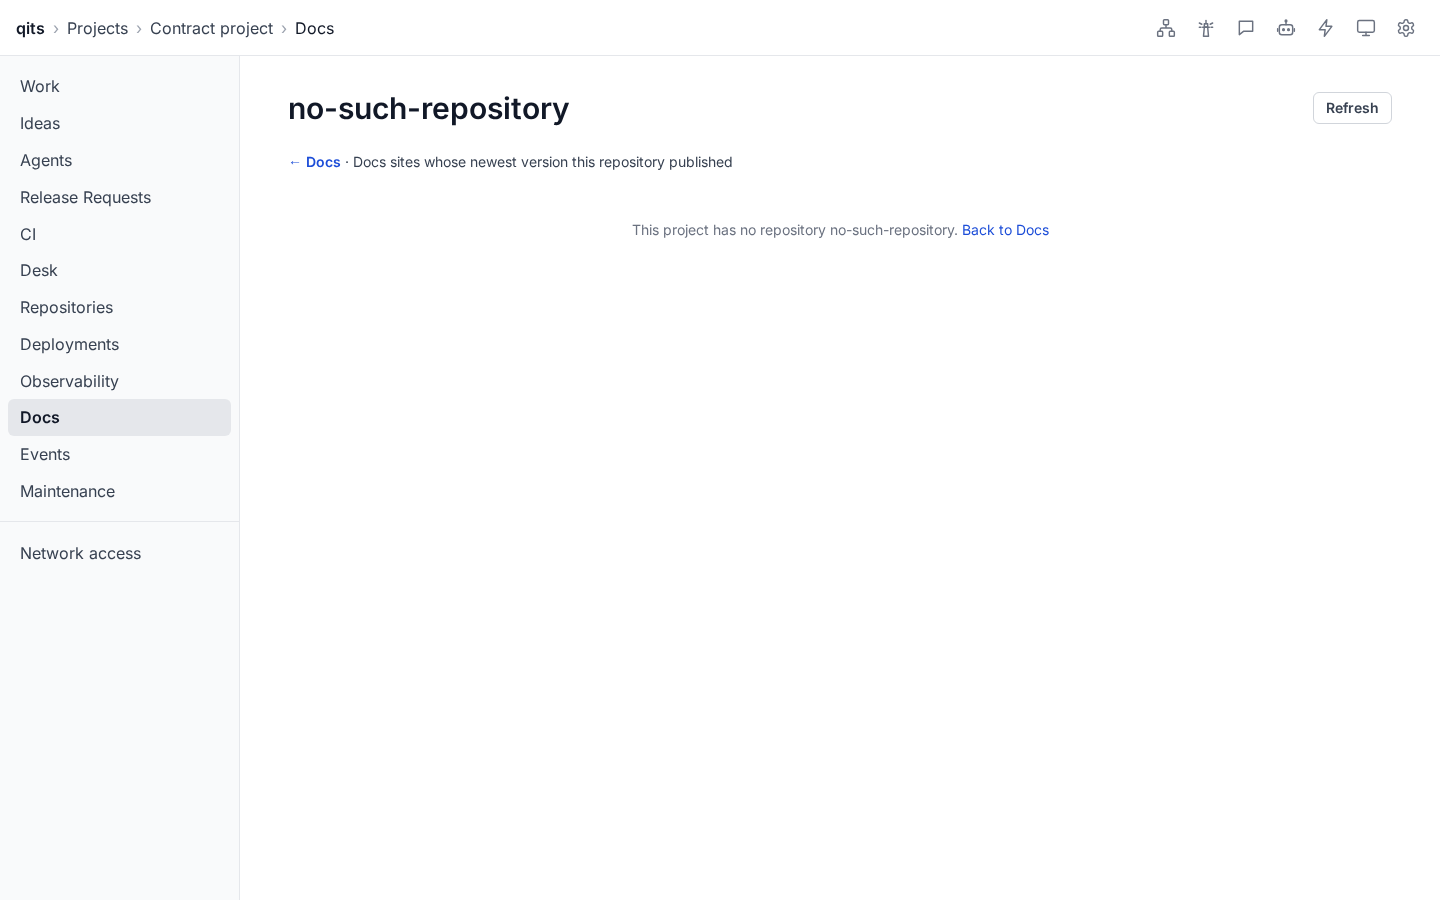 qits › Projects › Contract project › Docs
Work
Ideas
Agents
Release Requests
CI
Desk
Repositories
Deployments
Observability
Docs
Events
Maintenance
Network access
no-such-repository
Refresh
← Docs · Docs sites whose newest version this repository published
This project has no repository no-such-repository. Back to Docs